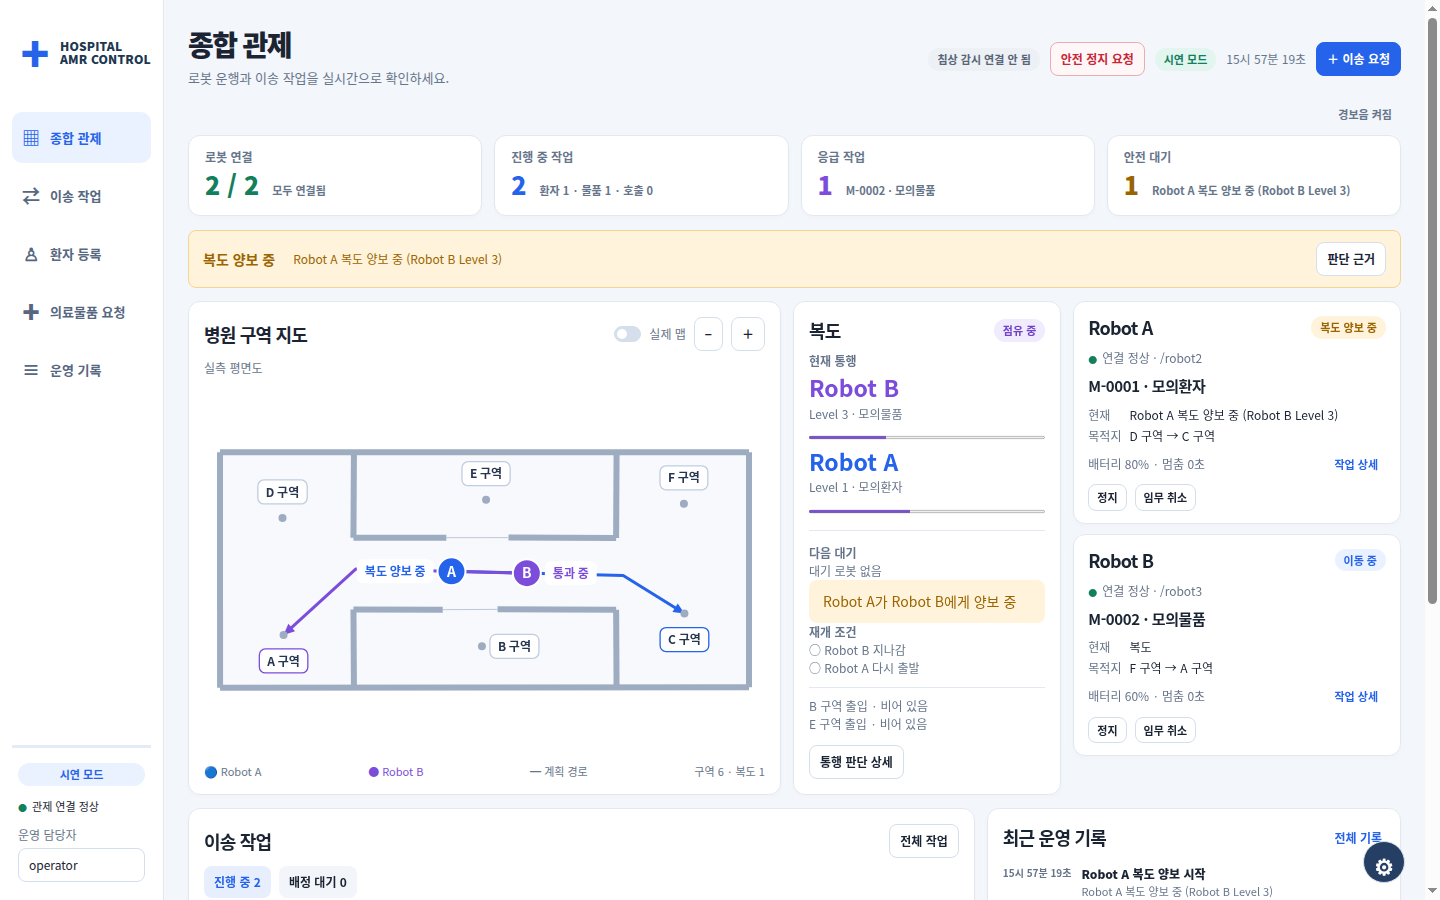 HOSPITAL
AMR CONTROL
종합 관제
이송 작업
환자 등록
의료물품 요청
운영 기록
시연 모드
관제 연결 정상
운영 담당자
operator
종합 관제
로봇 운행과 이송 작업을 실시간으로 확인하세요.
침상 감시 연결 안 됨
안전 정지 요청
시연 모드
15시 57분 19초
+ 이송 요청
경보음 켜짐
로봇 연결
2 / 2 모두 연결됨
진행 중 작업
2 환자 1 · 물품 1 · 호출 0
응급 작업
1 M-0002 · 모의물품
안전 대기
1 Robot A 복도 양보 중 (Robot B Level 3)
복도 양보 중 Robot A 복도 양보 중 (Robot B Level 3)
판단 근거
병원 구역 지도
실제 맵
-
+
실측 평면도
D 구역
E 구역
F 구역
복도 양보 중
A
B
통과 중
A 구역
B 구역
C 구역
Robot A
Robot B
계획 경로
구역 6 · 복도 1
복도
점유 중
현재 통행
Robot B
Level 3 · 모의물품
Robot A
Level 1 · 모의환자
다음 대기
대기 로봇 없음
Robot A가 Robot B에게 양보 중
재개 조건
Robot B 지나감
Robot A 다시 출발
B 구역 출입 · 비어 있음
E 구역 출입 · 비어 있음
통행 판단 상세
Robot A
복도 양보 중
연결 정상 · /robot2
M-0001 · 모의환자
현재 Robot A 복도 양보 중 (Robot B Level 3)
목적지 D 구역 → C 구역
배터리 80% · 멈춤 0초
작업 상세
정지
임무 취소
Robot B
이동 중
연결 정상 · /robot3
M-0002 · 모의물품
현재 복도
목적지 F 구역 → A 구역
배터리 60% · 멈춤 0초
작업 상세
정지
임무 취소
이송 작업
전체 작업
진행 중 2
배정 대기 0
최근 운영 기록
전체 기록
15시 57분 19초 Robot A 복도 양보 시작
Robot A 복도 양보 중 (Robot B Level 3)